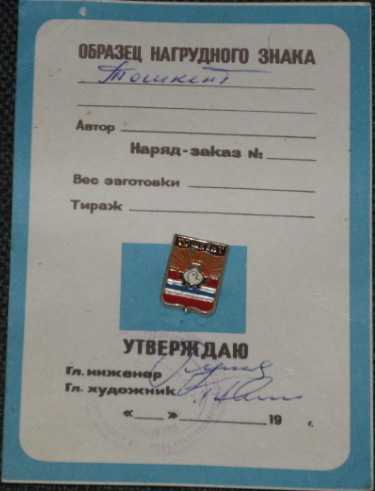 ОБРАЗЕЦ НАГРУДНОГО ЗНАКА
Ташкент
Автор
Наряд-заказ №:
Вес заготовки
Тираж
УТВЕРЖДАЮ
Гл. инженер
Гл. художник
« » 19 г.